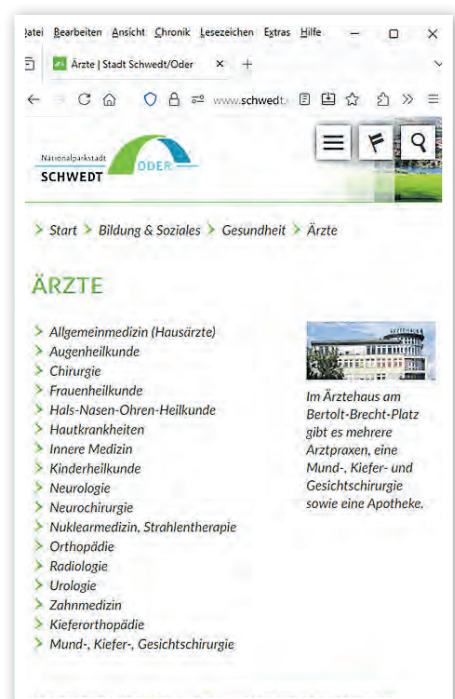 Datei Bearbeiten Ansicht Chronik Lesezeichen Extras Hilfe
Ärzte | Stadt Schwedt/Oder
www.schwedt.
Nationalparkstadt
SCHWEDT
ODER
Start Bildung & Soziales Gesundheit Ärzte
ÄRZTE
Allgemeinmedizin (Hausärzte)
Augenheilkunde
Chirurgie
Frauenheilkunde
Hals-Nasen-Ohren-Heilkunde
Hautkrankheiten
Innere Medizin
Kinderheilkunde
Neurologie
Neurochirurgie
Nuklearmedizin, Strahlentherapie
Orthopädie
Radiologie
Urologie
Zahnmedizin
Kieferorthopädie
Mund-, Kiefer-, Gesichtschirurgie
ÄRZTEHAUS
Im Ärztehaus am
Bertolt-Brecht-Platz
gibt es mehrere
Arztpraxen, eine
Mund-, Kiefer- und
Gesichtschirurgie
sowie eine Apotheke.